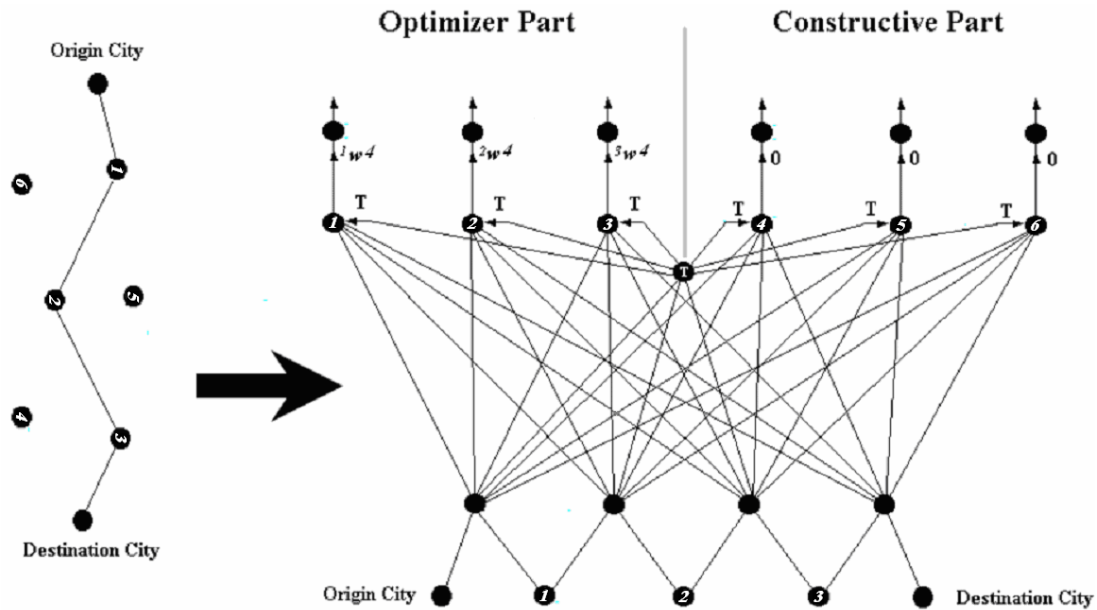 Optimizer Part
Constructive Part
Origin City
1
6
2
5
4
3
Destination City
1w4
2w4
3w4
0
0
0
T
T
T
T
T
T
1
2
3
4
5
6
T
Origin City
1
2
3
Destination City